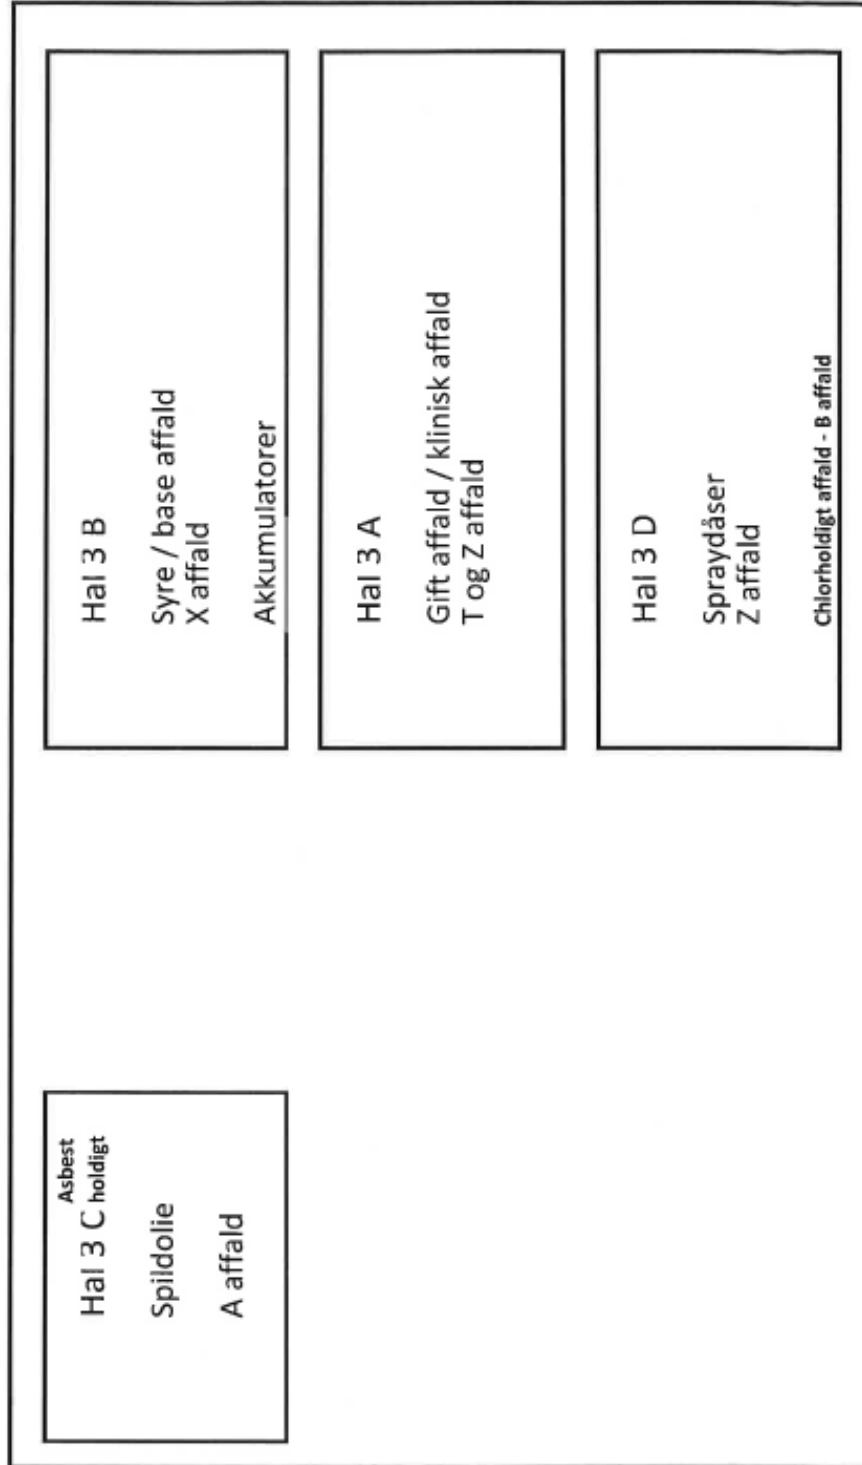 Asbest
Hal 3 C holdigt
Spildolie
A affald
Hal 3 B
Syre / base affald
X affald
Akkumulatorer
Hal 3 A
Gift affald / klinisk affald
T og Z affald
Hal 3 D
Spraydåser
Z affald
Chlorholdigt affald - B affald